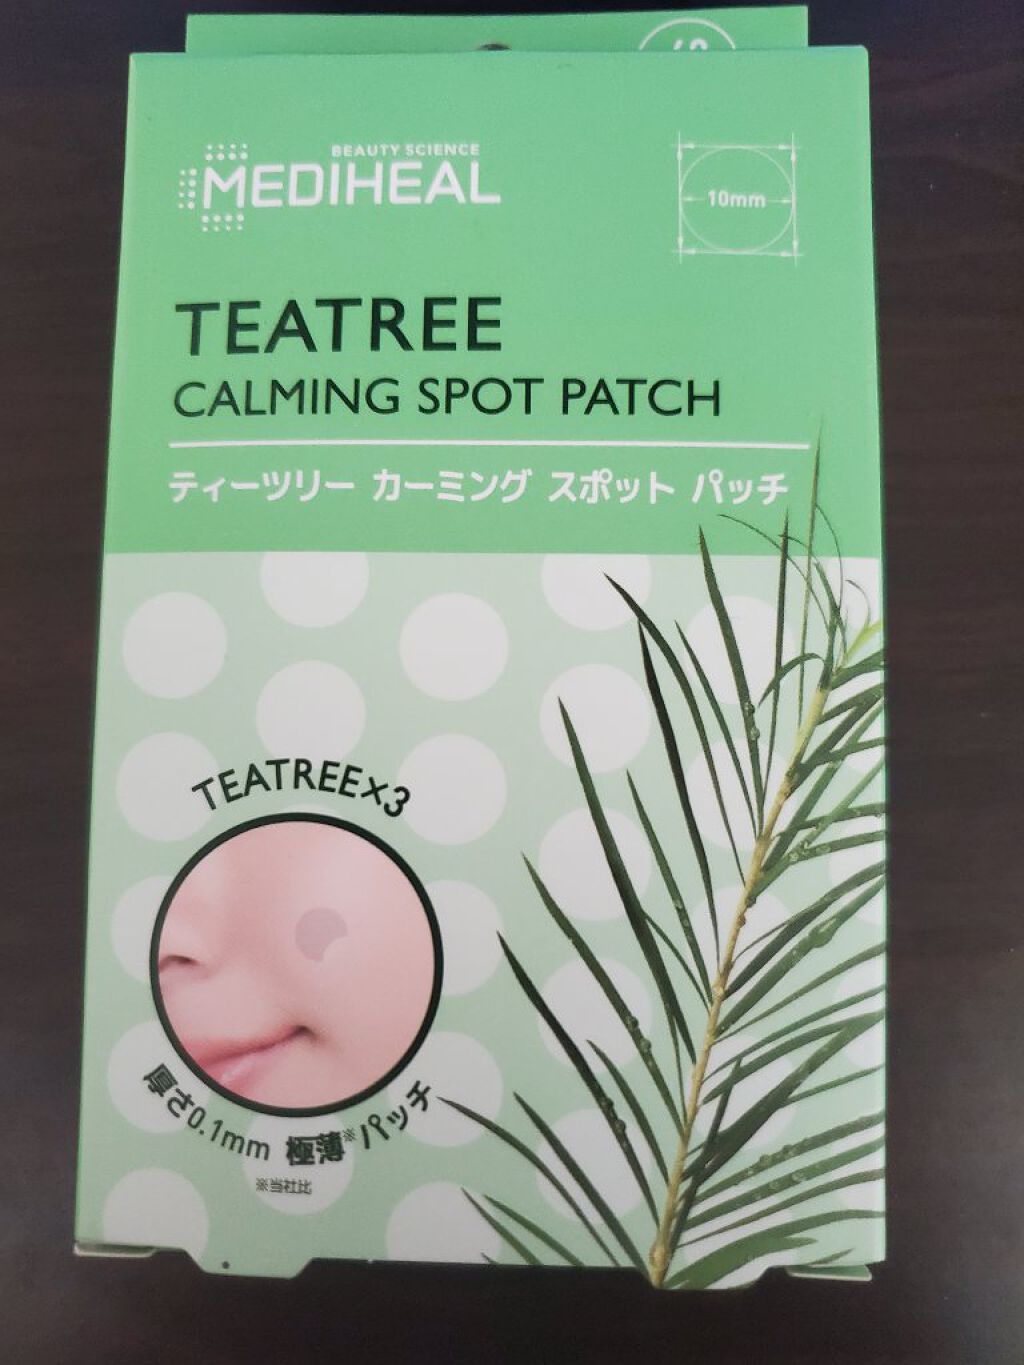 BEAUTY SCIENCE
MEDIHEAL
10mm
TEATREE
CALMING SPOT PATCH
ティーツリー カーミング スポット パッチ
TEATREE×3
厚さ0.1mm 極薄※パッチ
※当社比